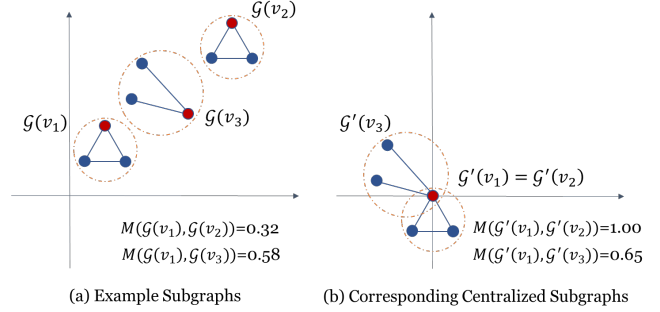 𝒢(v₂)
𝒢(v₁)
𝒢(v₃)
M(𝒢(v₁),𝒢(v₂))=0.32
M(𝒢(v₁),𝒢(v₃))=0.58
(a) Example Subgraphs
𝒢′(v₃)
𝒢′(v₁) = 𝒢′(v₂)
M(𝒢′(v₁),𝒢′(v₂))=1.00
M(𝒢′(v₁),𝒢′(v₃))=0.65
(b) Corresponding Centralized Subgraphs